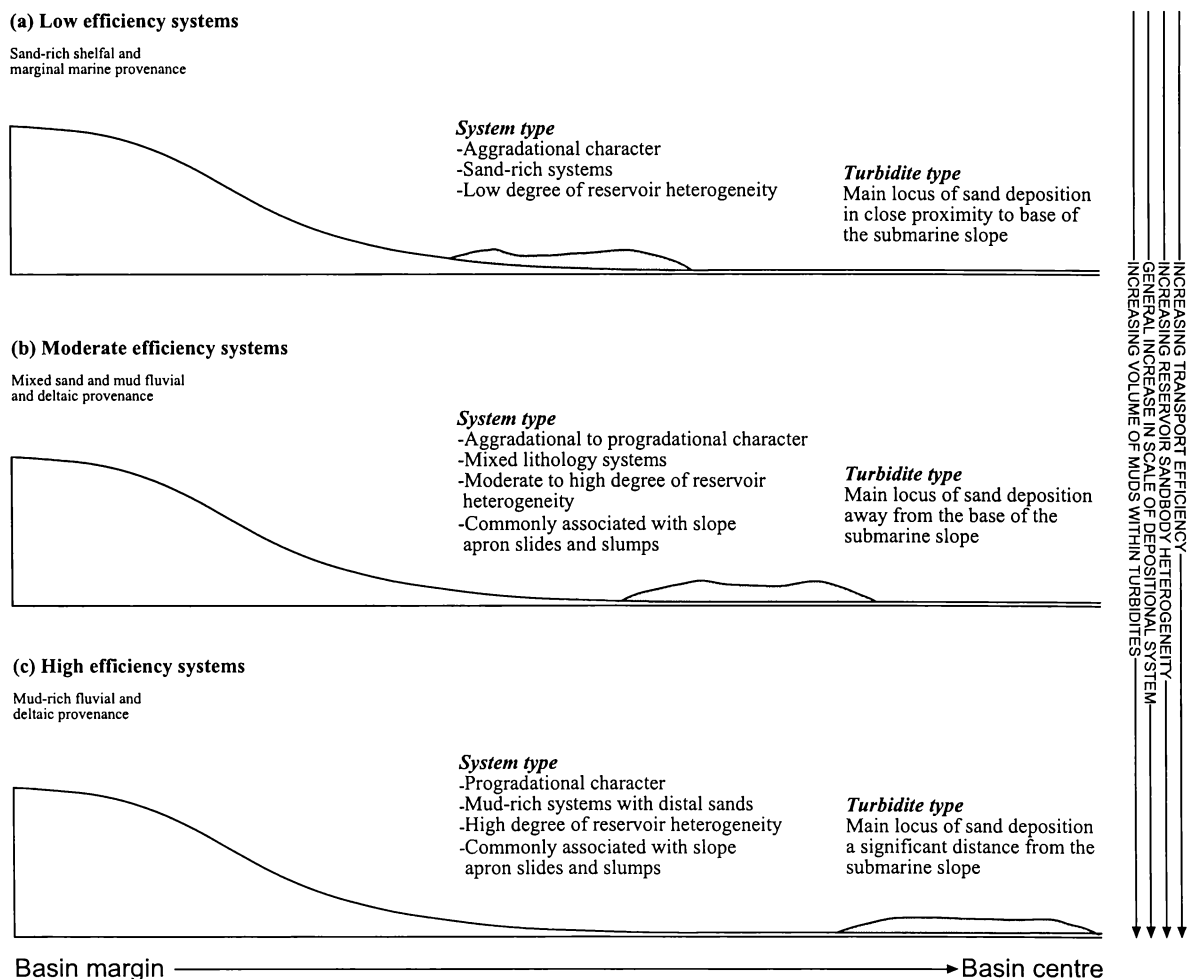 (a) Low efficiency systems
Sand-rich shelfal and
marginal marine provenance
System type
-Aggradational character
-Sand-rich systems
-Low degree of reservoir heterogeneity
Turbidite type
Main locus of sand deposition
in close proximity to base of
the submarine slope
(b) Moderate efficiency systems
Mixed sand and mud fluvial
and deltaic provenance
System type
-Aggradational to progradational character
-Mixed lithology systems
-Moderate to high degree of reservoir
heterogeneity
-Commonly associated with slope
apron slides and slumps
Turbidite type
Main locus of sand deposition
away from the base of the
submarine slope
(c) High efficiency systems
Mud-rich fluvial and
deltaic provenance
System type
-Progradational character
-Mud-rich systems with distal sands
-High degree of reservoir heterogeneity
-Commonly associated with slope
apron slides and slumps
Turbidite type
Main locus of sand deposition
a significant distance from the
submarine slope
Basin margin
Basin centre
INCREASING TRANSPORT EFFICIENCY
INCREASING RESERVOIR SANDBODY HETEROGENEITY
GENERAL INCREASE IN SCALE OF DEPOSITIONAL SYSTEM
INCREASING VOLUME OF MUDS WITHIN TURBIDITES